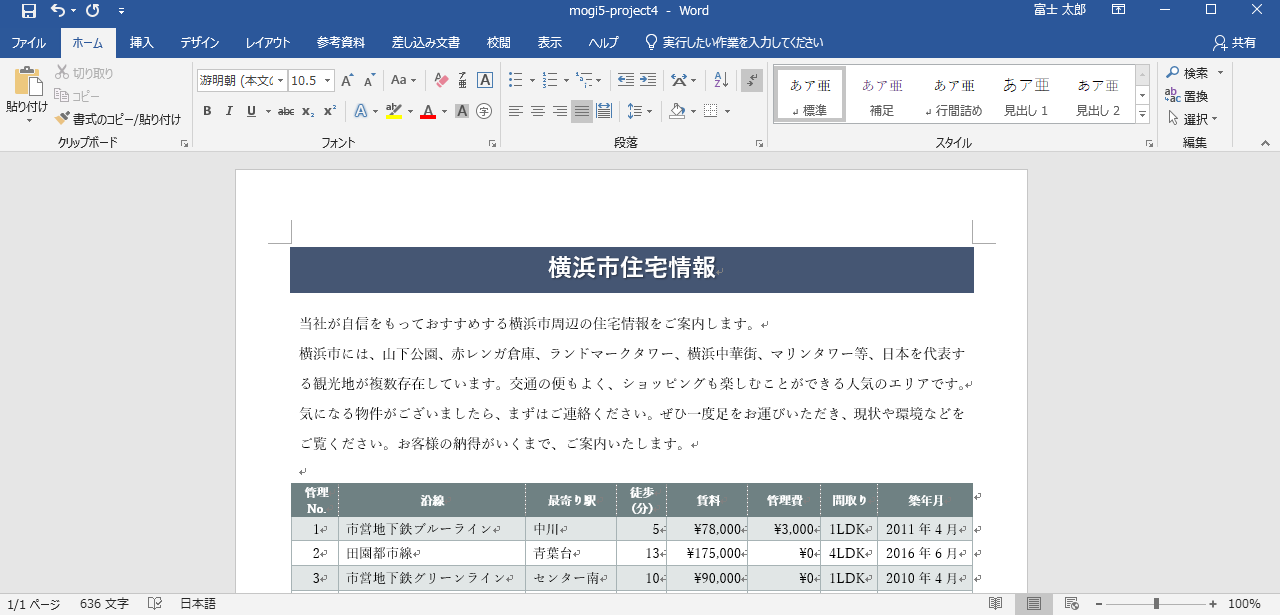 mogi5-project4 - Word
富士 太郎
ファイル ホーム 挿入 デザイン レイアウト 参考資料 差し込み文書 校閲 表示 ヘルプ 実行したい作業を入力してください 共有
貼り付け
切り取り
コピー
書式のコピー/貼り付け
クリップボード
游明朝 (本文の 10.5
フォント
段落
あア亜 あア亜 あア亜 あア亜 あア亜
↲標準 補足 ↲行間詰め 見出し 1 見出し 2
スタイル
検索
置換
選択
編集
横浜市住宅情報
当社が自信をもっておすすめする横浜市周辺の住宅情報をご案内します。
横浜市には、山下公園、赤レンガ倉庫、ランドマークタワー、横浜中華街、マリンタワー等、日本を代表す
る観光地が複数存在しています。交通の便もよく、ショッピングも楽しむことができる人気のエリアです。
気になる物件がございましたら、まずはご連絡ください。ぜひ一度足をお運びいただき、現状や環境などを
ご覧ください。お客様の納得がいくまで、ご案内いたします。
管理No. 沿線 最寄り駅 徒歩(分) 賃料 管理費 間取り 築年月
1 市営地下鉄ブルーライン 中川 5 ¥78,000 ¥3,000 1LDK 2011 年 4 月
2 田園都市線 青葉台 13 ¥175,000 ¥0 4LDK 2016 年 6 月
3 市営地下鉄グリーンライン センター南 10 ¥90,000 ¥0 1LDK 2010 年 4 月
1/1 ページ 636 文字 日本語 100%